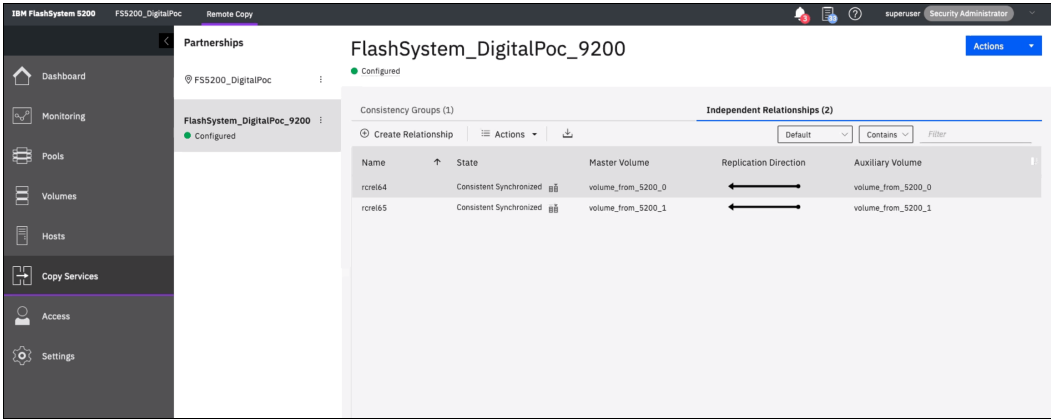 IBM FlashSystem 5200 FS5200_DigitalPoc Remote Copy 3 33 superuser Security Administrator
Dashboard
Monitoring
Pools
Volumes
Hosts
Copy Services
Access
Settings
Partnerships
FS5200_DigitalPoc
FlashSystem_DigitalPoc_9200
Configured
FlashSystem_DigitalPoc_9200
Configured
Actions
Consistency Groups (1) Independent Relationships (2)
Create Relationship Actions Default Contains Filter
Name State Master Volume Replication Direction Auxiliary Volume
rcrel64 Consistent Synchronized volume_from_5200_0 volume_from_5200_0
rcrel65 Consistent Synchronized volume_from_5200_1 volume_from_5200_1